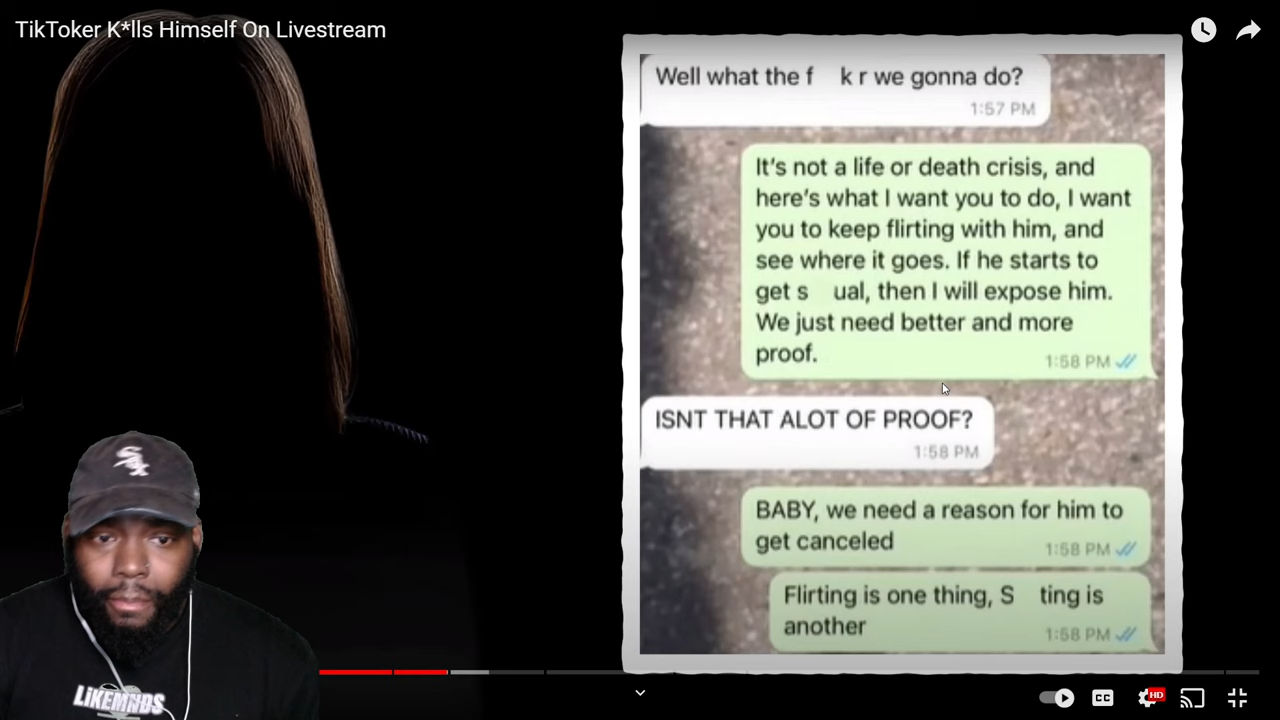 TikToker K*lls Himself On Livestream
Well what the f k r we gonna do?
1:57 PM
It's not a life or death crisis, and
here's what I want you to do, I want
you to keep flirting with him, and
see where it goes. If he starts to
get s ual, then I will expose him.
We just need better and more
proof.
1:58 PM
ISNT THAT ALOT OF PROOF?
1:58 PM
BABY, we need a reason for him to
get canceled
1:58 PM
Flirting is one thing, S ting is
another
1:58 PM
Sox
LiKEMNDS
CC
HD